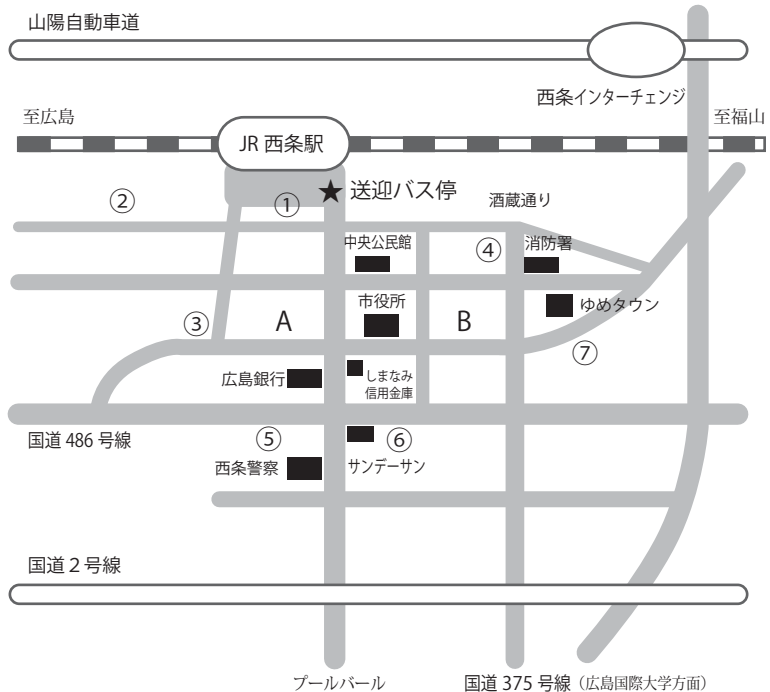 山陽自動車道
西条インターチェンジ
至広島
至福山
JR 西条駅
①
★ 送迎バス停
②
酒蔵通り
中央公民館
④
消防署
市役所
ゆめタウン
③
A
B
⑦
広島銀行
しまなみ
信用金庫
国道 486 号線
⑤
⑥
西条警察
サンデーサン
国道 2 号線
プールバール
国道 375 号線（広島国際大学方面）